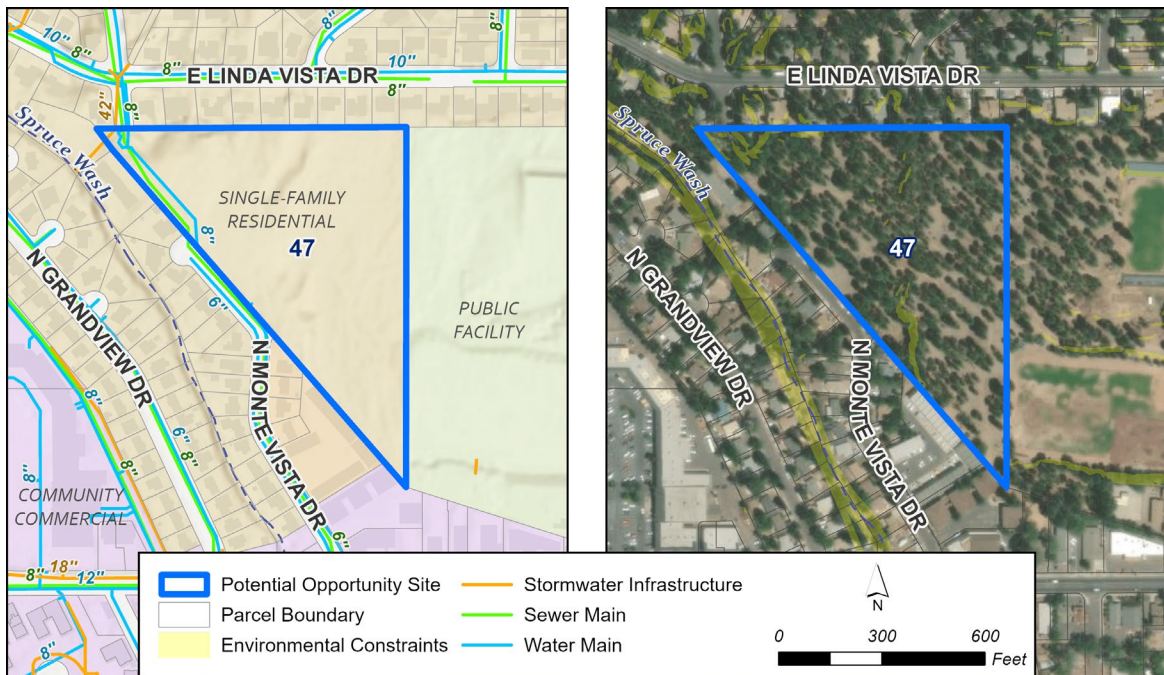 10"
8"
8"
10"
8"
8"
E LINDA VISTA DR
8"
42"
8"
Spruce Wash
SINGLE-FAMILY
RESIDENTIAL
47
8"
6"
N GRANDVIEW DR
PUBLIC
FACILITY
N MONTE VISTA DR
8"
6"
8"
8"
8"
COMMUNITY
COMMERCIAL
6"
18"
8"
12"
8"
E LINDA VISTA DR
Spruce Wash
47
N GRANDVIEW DR
N MONTE VISTA DR
Potential Opportunity Site
Parcel Boundary
Environmental Constraints
Stormwater Infrastructure
Sewer Main
Water Main
N
0 300 600
Feet